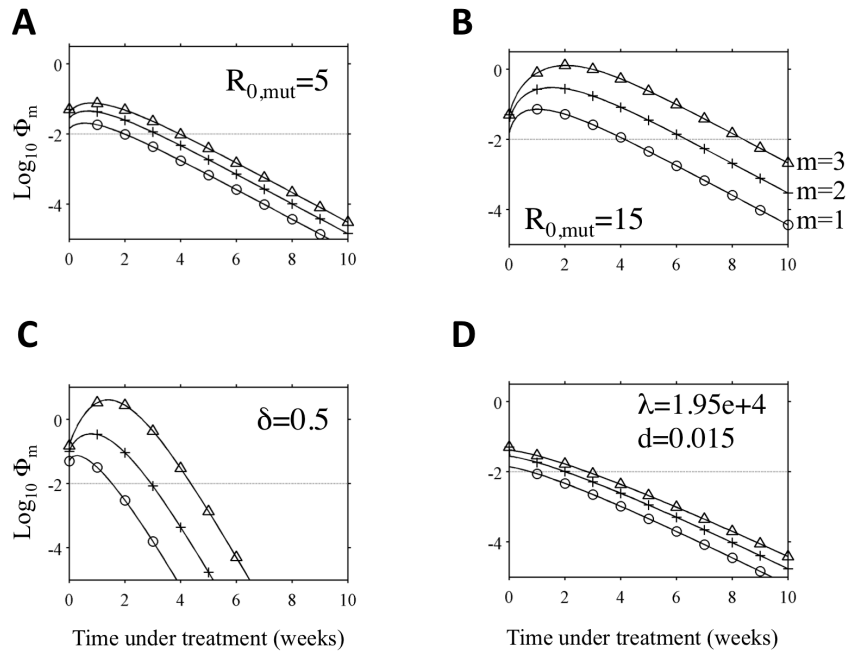 A
B
0
-2
-4
Log₁₀ Φₘ
R₀,mut=5
0 2 4 6 8 10
0
-2
-4
R₀,mut=15
m=3
m=2
m=1
0 2 4 6 8 10
C
D
0
-2
-4
Log₁₀ Φₘ
δ=0.5
0 2 4 6 8 10
Time under treatment (weeks)
0
-2
-4
λ=1.95e+4
d=0.015
0 2 4 6 8 10
Time under treatment (weeks)